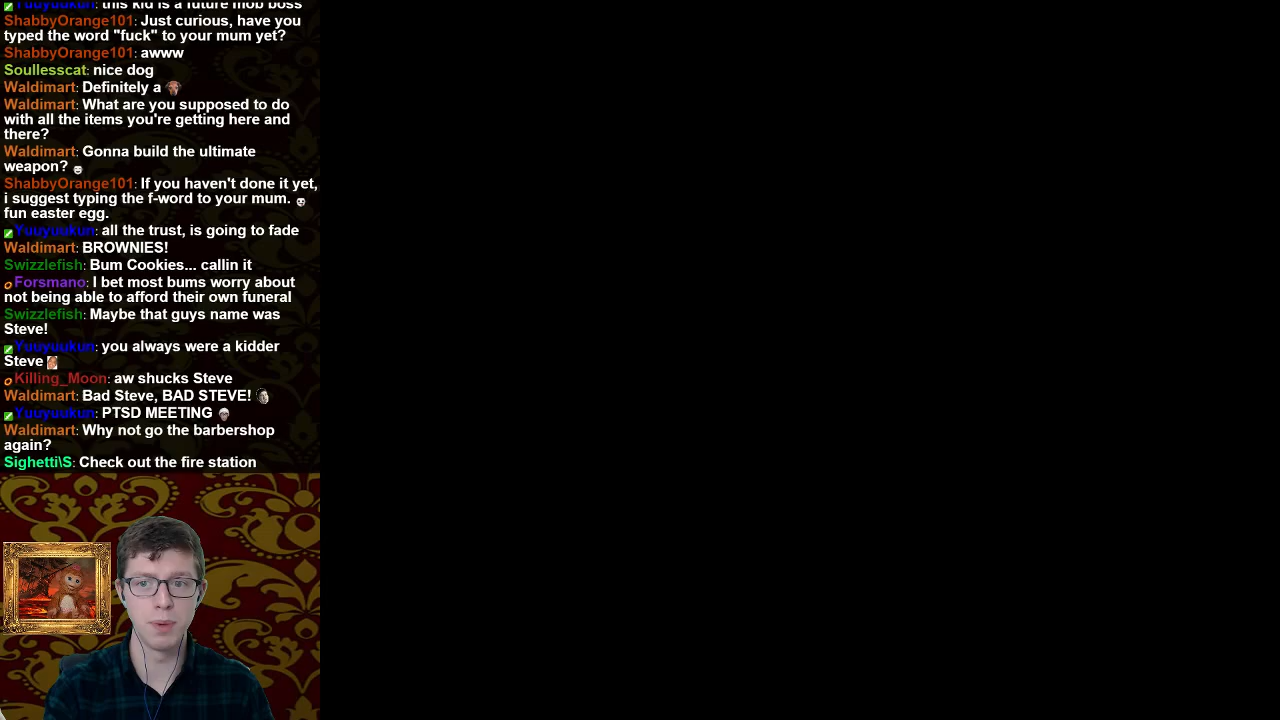 Yuuyuukun: this kid is a future mob boss
ShabbyOrange101: Just curious, have you
typed the word "fuck" to your mum yet?
ShabbyOrange101: awww
Soullesscat: nice dog
Waldimart: Definitely a
Waldimart: What are you supposed to do
with all the items you're getting here and
there?
Waldimart: Gonna build the ultimate
weapon?
ShabbyOrange101: If you haven't done it yet,
i suggest typing the f-word to your mum.
fun easter egg.
Yuuyuukun: all the trust, is going to fade
Waldimart: BROWNIES!
Swizzlefish: Bum Cookies... callin it
Forsmano: I bet most bums worry about
not being able to afford their own funeral
Swizzlefish: Maybe that guys name was
Steve!
Yuuyuukun: you always were a kidder
Steve
Killing_Moon: aw shucks Steve
Waldimart: Bad Steve, BAD STEVE!
Yuuyuukun: PTSD MEETING
Waldimart: Why not go the barbershop
again?
Sighetti\S: Check out the fire station